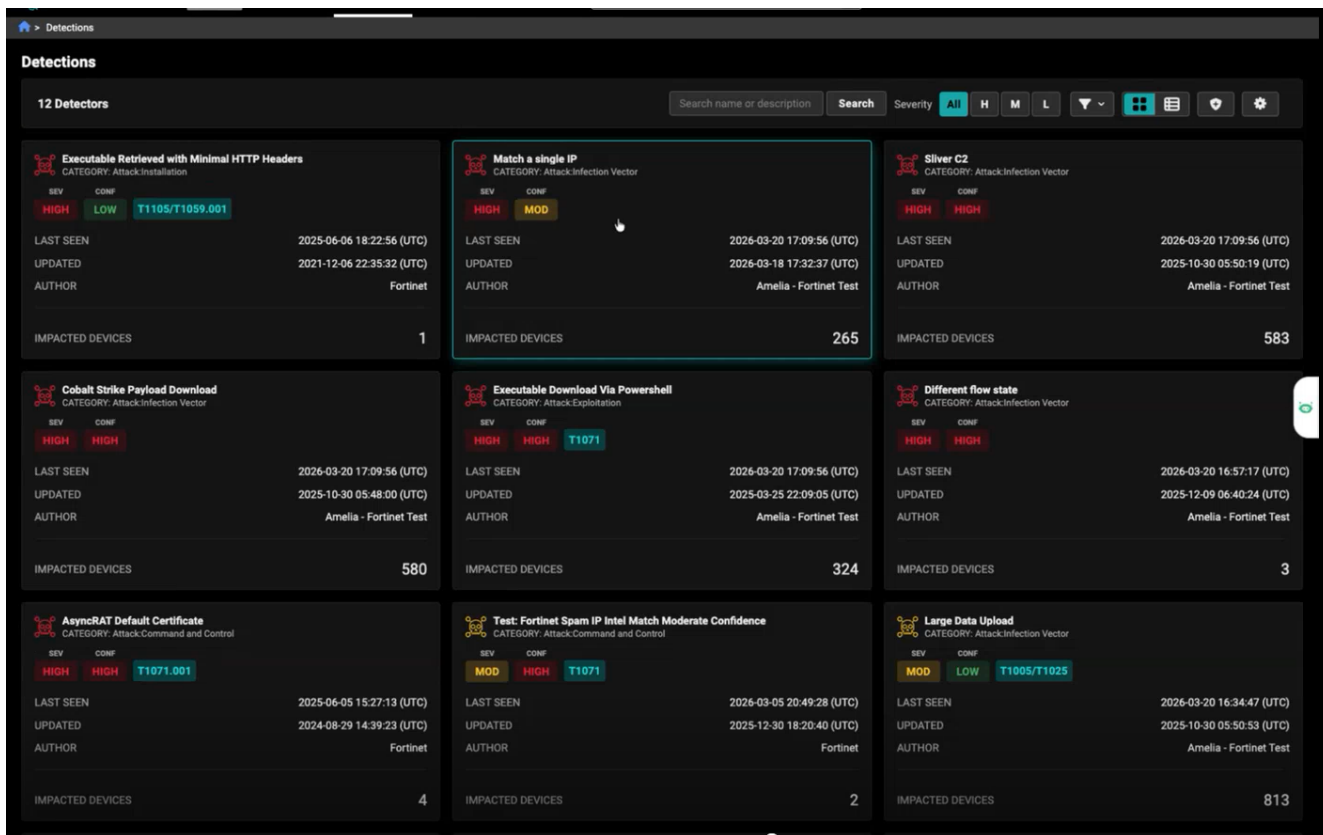 > Detections
Detections
12 Detectors
Search name or description
Search
Severity
All
H
M
L
Executable Retrieved with Minimal HTTP Headers
CATEGORY: Attack:Installation
SEV CONF
HIGH LOW T1105/T1059.001
LAST SEEN 2025-06-06 18:22:56 (UTC)
UPDATED 2021-12-06 22:35:32 (UTC)
AUTHOR Fortinet
IMPACTED DEVICES 1
Match a single IP
CATEGORY: Attack:Infection Vector
SEV CONF
HIGH MOD
LAST SEEN 2026-03-20 17:09:56 (UTC)
UPDATED 2026-03-18 17:32:37 (UTC)
AUTHOR Amelia - Fortinet Test
IMPACTED DEVICES 265
Sliver C2
CATEGORY: Attack:Infection Vector
SEV CONF
HIGH HIGH
LAST SEEN 2026-03-20 17:09:56 (UTC)
UPDATED 2025-10-30 05:50:19 (UTC)
AUTHOR Amelia - Fortinet Test
IMPACTED DEVICES 583
Cobalt Strike Payload Download
CATEGORY: Attack:Infection Vector
SEV CONF
HIGH HIGH
LAST SEEN 2026-03-20 17:09:56 (UTC)
UPDATED 2025-10-30 05:48:00 (UTC)
AUTHOR Amelia - Fortinet Test
IMPACTED DEVICES 580
Executable Download Via Powershell
CATEGORY: Attack:Exploitation
SEV CONF
HIGH HIGH T1071
LAST SEEN 2026-03-20 17:09:56 (UTC)
UPDATED 2025-03-25 22:09:05 (UTC)
AUTHOR Amelia - Fortinet Test
IMPACTED DEVICES 324
Different flow state
CATEGORY: Attack:Infection Vector
SEV CONF
HIGH HIGH
LAST SEEN 2026-03-20 16:57:17 (UTC)
UPDATED 2025-12-09 06:40:24 (UTC)
AUTHOR Amelia - Fortinet Test
IMPACTED DEVICES 3
AsyncRAT Default Certificate
CATEGORY: Attack:Command and Control
SEV CONF
HIGH HIGH T1071.001
LAST SEEN 2025-06-05 15:27:13 (UTC)
UPDATED 2024-08-29 14:39:23 (UTC)
AUTHOR Fortinet
IMPACTED DEVICES 4
Test: Fortinet Spam IP Intel Match Moderate Confidence
CATEGORY: Attack:Command and Control
SEV CONF
MOD HIGH T1071
LAST SEEN 2026-03-05 20:49:28 (UTC)
UPDATED 2025-12-30 18:20:40 (UTC)
AUTHOR Fortinet
IMPACTED DEVICES 2
Large Data Upload
CATEGORY: Attack:Infection Vector
SEV CONF
MOD LOW T1005/T1025
LAST SEEN 2026-03-20 16:34:47 (UTC)
UPDATED 2025-10-30 05:50:53 (UTC)
AUTHOR Amelia - Fortinet Test
IMPACTED DEVICES 813